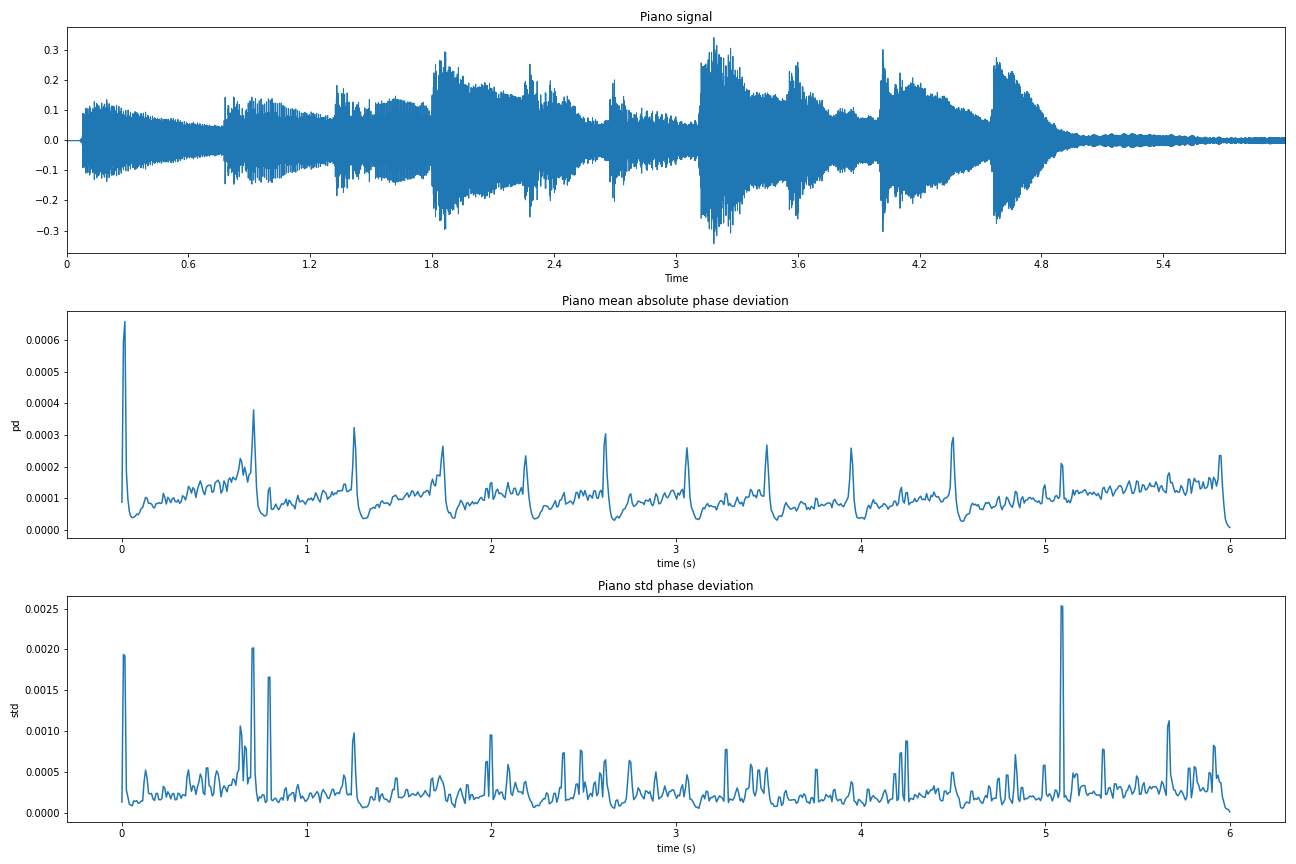 Piano signal
0.3
0.2
0.1
0.0
−0.1
−0.2
−0.3
0 0.6 1.2 1.8 2.4 3 3.6 4.2 4.8 5.4
Time
Piano mean absolute phase deviation
0.0006
0.0005
0.0004
0.0003
0.0002
0.0001
0.0000
pd
0 1 2 3 4 5 6
time (s)
Piano std phase deviation
0.0025
0.0020
0.0015
0.0010
0.0005
0.0000
std
0 1 2 3 4 5 6
time (s)